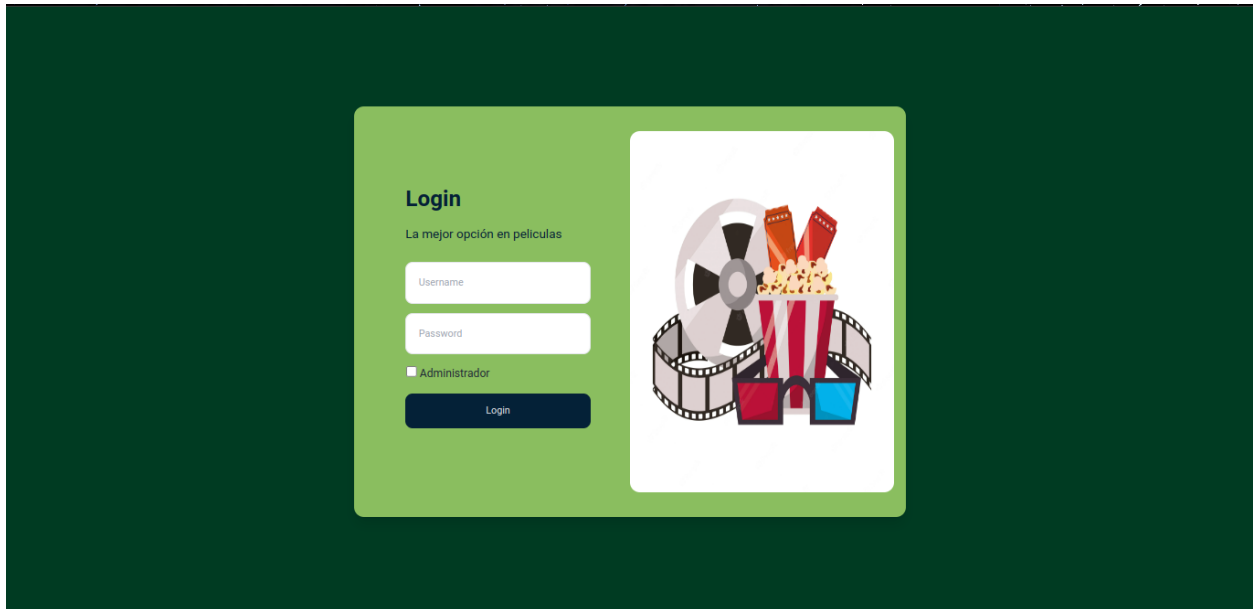 Login
La mejor opción en peliculas
Username
Password
Administrador
Login